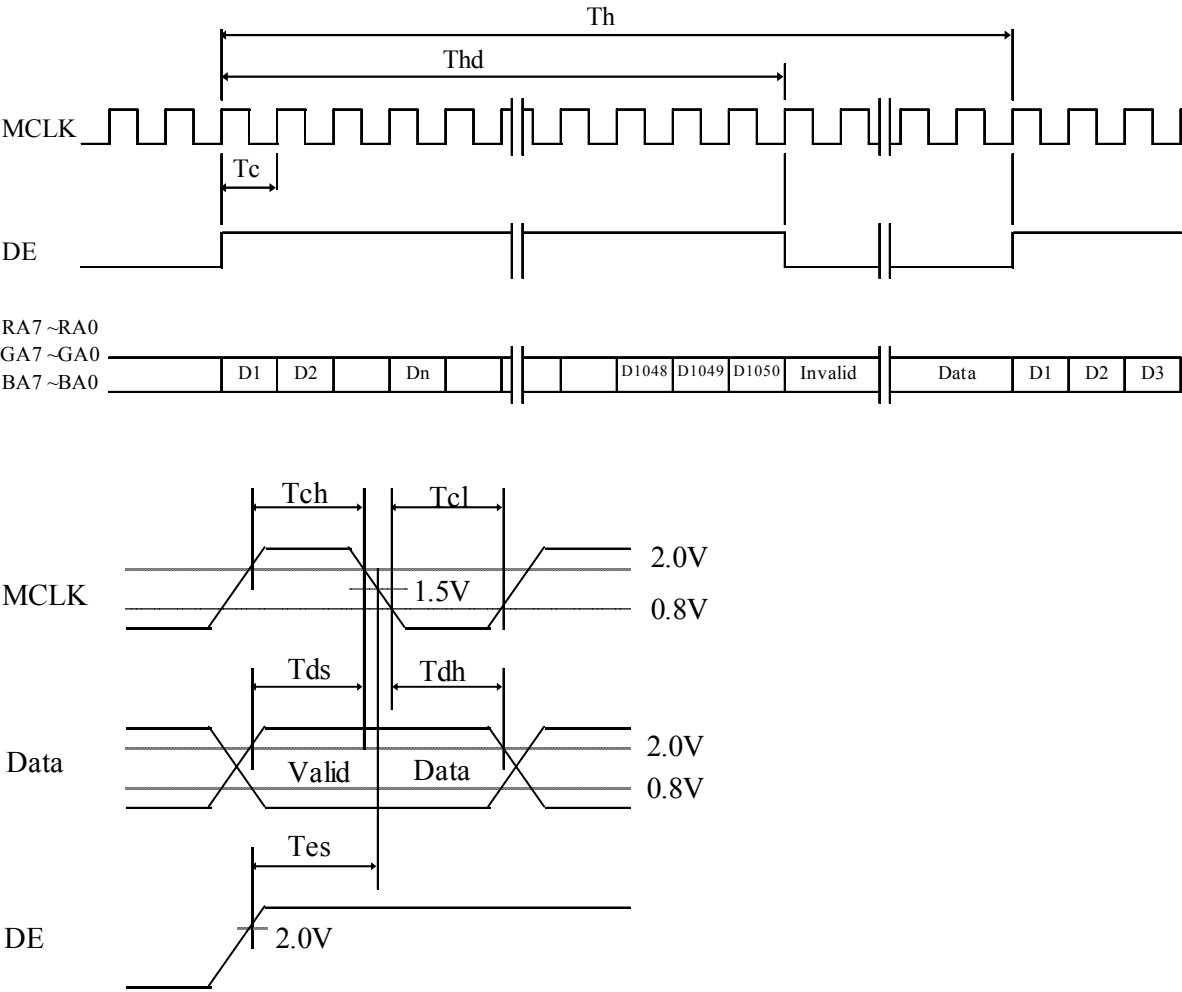 Th
Thd
MCLK
Tc
DE
RA7 ~RA0
GA7 ~GA0
BA7 ~BA0
D1 D2 Dn D1048 D1049 D1050 Invalid Data D1 D2 D3
Tch Tcl
2.0V
MCLK 1.5V
0.8V
Tds Tdh
2.0V
Data Valid Data
0.8V
Tes
DE 2.0V